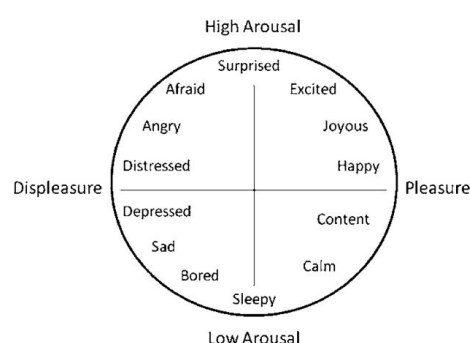 High Arousal
Surprised
Afraid
Excited
Angry
Joyous
Distressed
Happy
Displeasure
Pleasure
Depressed
Content
Sad
Calm
Bored
Sleepy
Low Arousal